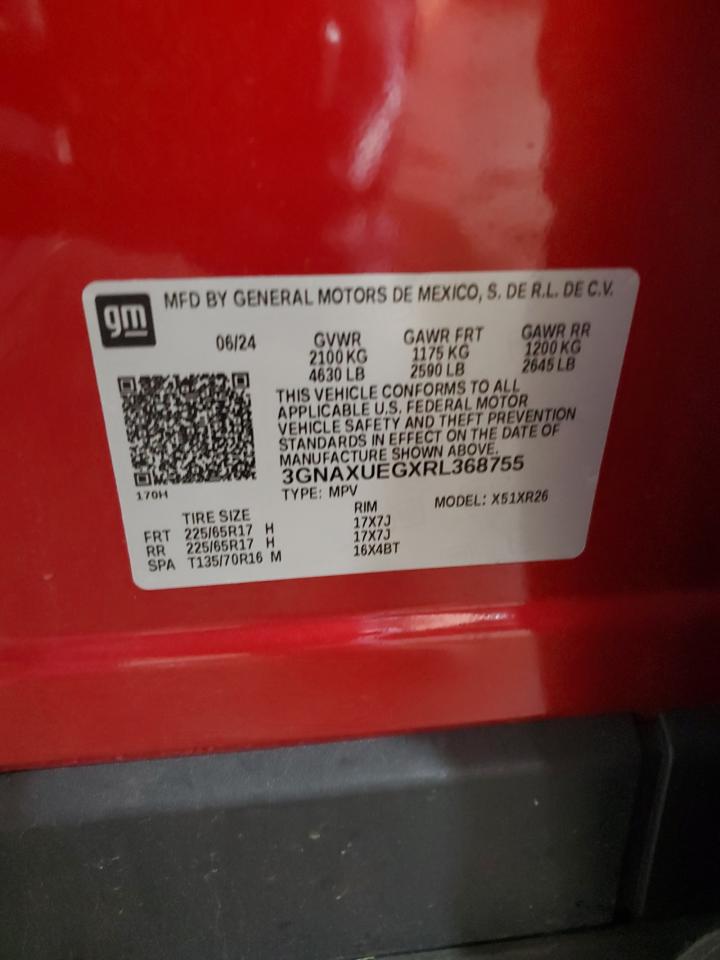 gm
MFD BY GENERAL MOTORS DE MEXICO, S. DE R.L. DE C.V.
06/24
GVWR
2100 KG
4630 LB
GAWR FRT
1175 KG
2590 LB
GAWR RR
1200 KG
2645 LB
THIS VEHICLE CONFORMS TO ALL
APPLICABLE U.S. FEDERAL MOTOR
VEHICLE SAFETY AND THEFT PREVENTION
STANDARDS IN EFFECT ON THE DATE OF
MANUFACTURE SHOWN ABOVE.
3GNAXUEGXRL368755
170H
TYPE: MPV
MODEL: X51XR26
TIRE SIZE RIM
FRT 225/65R17 H 17X7J
RR 225/65R17 H 17X7J
SPA T135/70R16 M 16X4BT